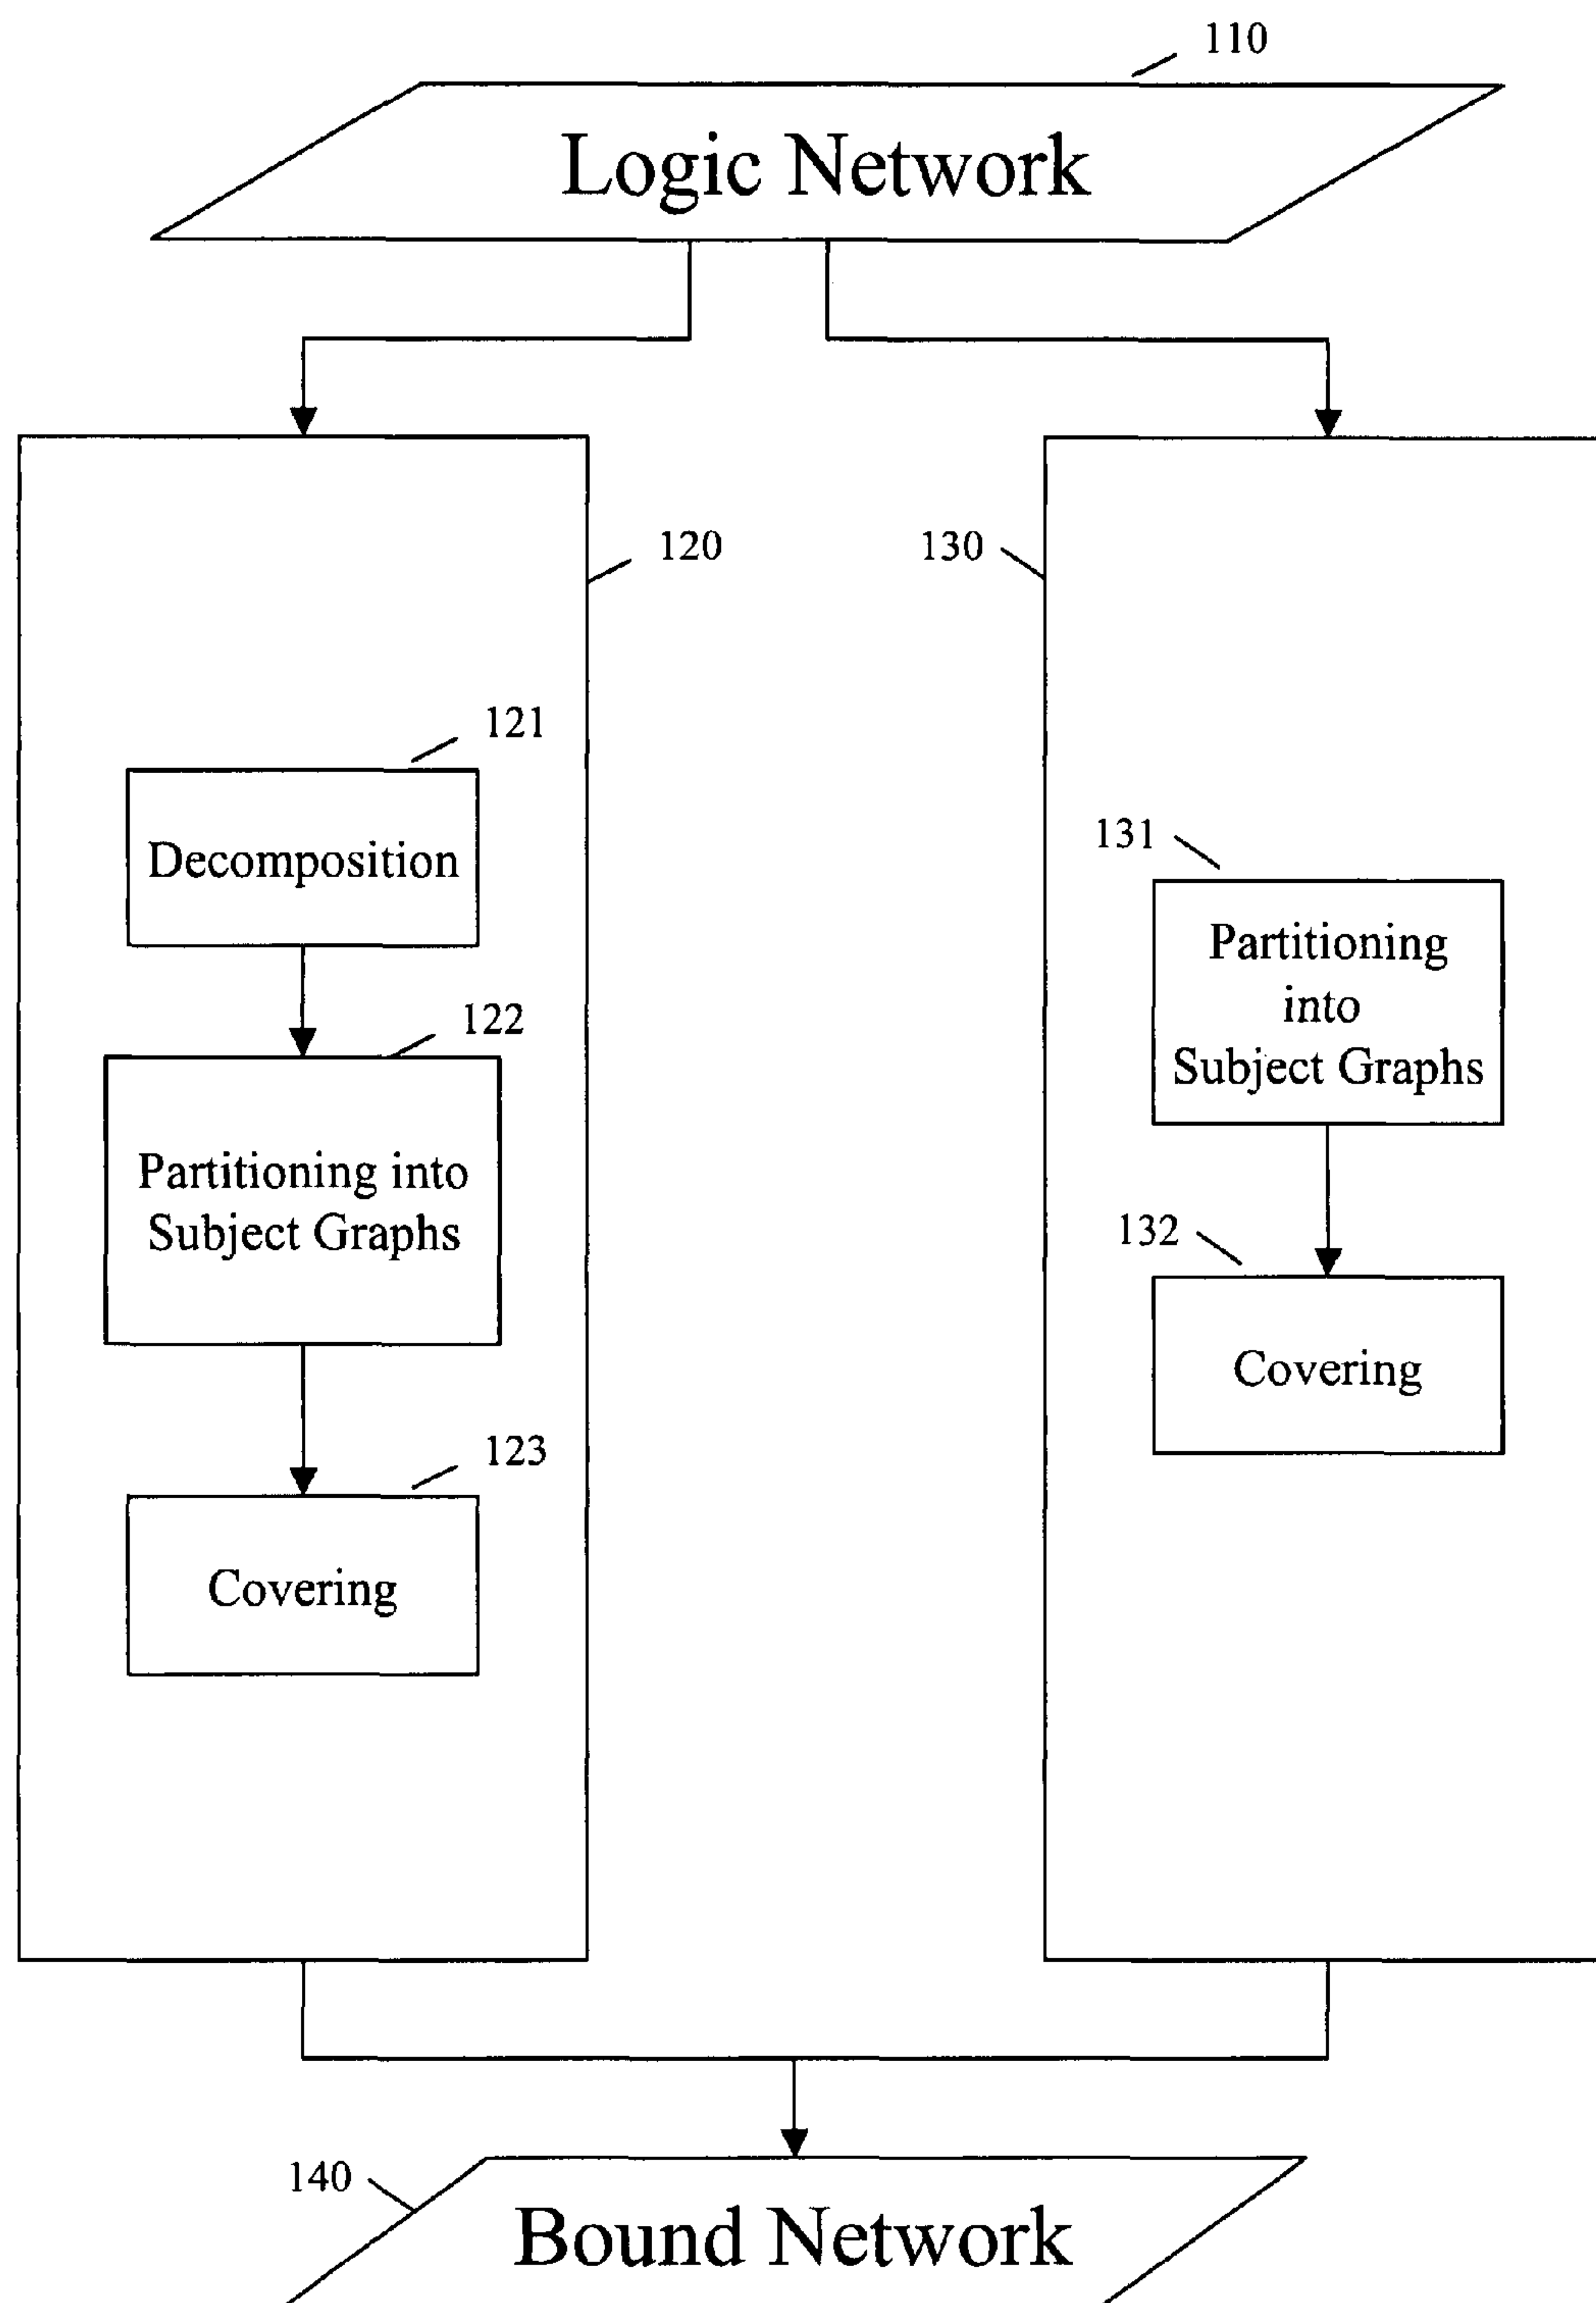 110
Logic Network
120
130
121
Decomposition
131
Partitioning
into
Subject Graphs
122
Partitioning into
Subject Graphs
132
Covering
123
Covering
140
Bound Network